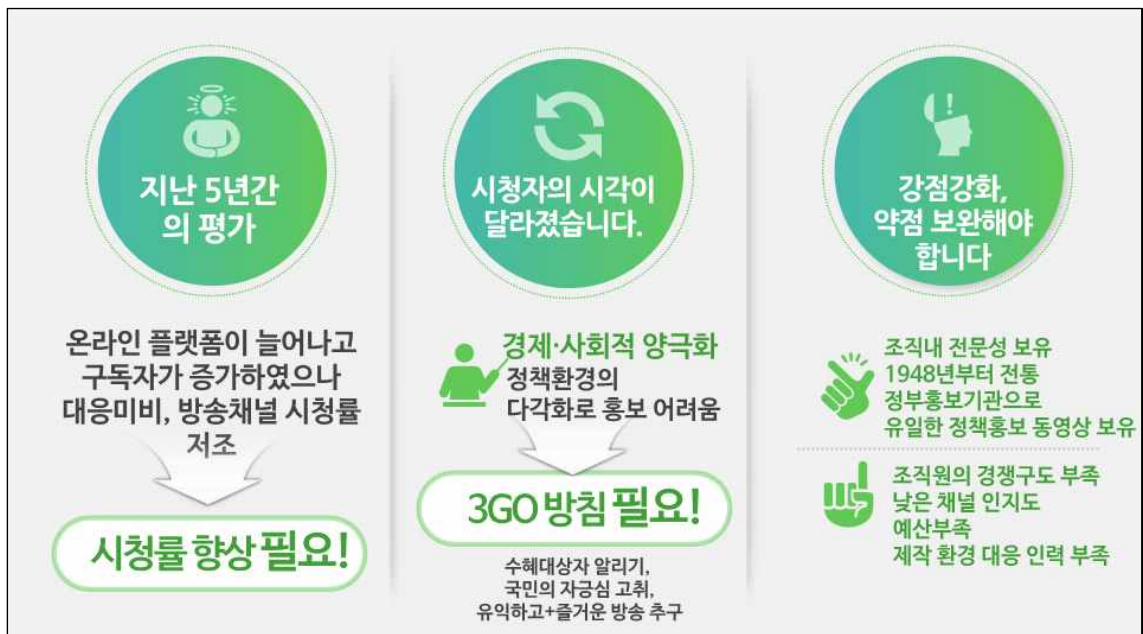 지난 5년간
의 평가
온라인 플랫폼이 늘어나고
구독자가 증가하였으나
대응미비, 방송채널 시청률
저조
시청률 향상 필요!
시청자의 시각이
달라졌습니다.
경제·사회적 양극화
정책환경의
다각화로 홍보 어려움
3GO 방침 필요!
수혜대상자 알리기,
국민의 자긍심 고취,
유익하고+즐거운 방송 추구
강점강화,
약점 보완해야
합니다
조직내 전문성 보유
1948년부터 전통
정부홍보기관으로
유일한 정책홍보 동영상 보유
조직원의 경쟁구도 부족
낮은 채널 인지도
예산부족
제작 환경 대응 인력 부족